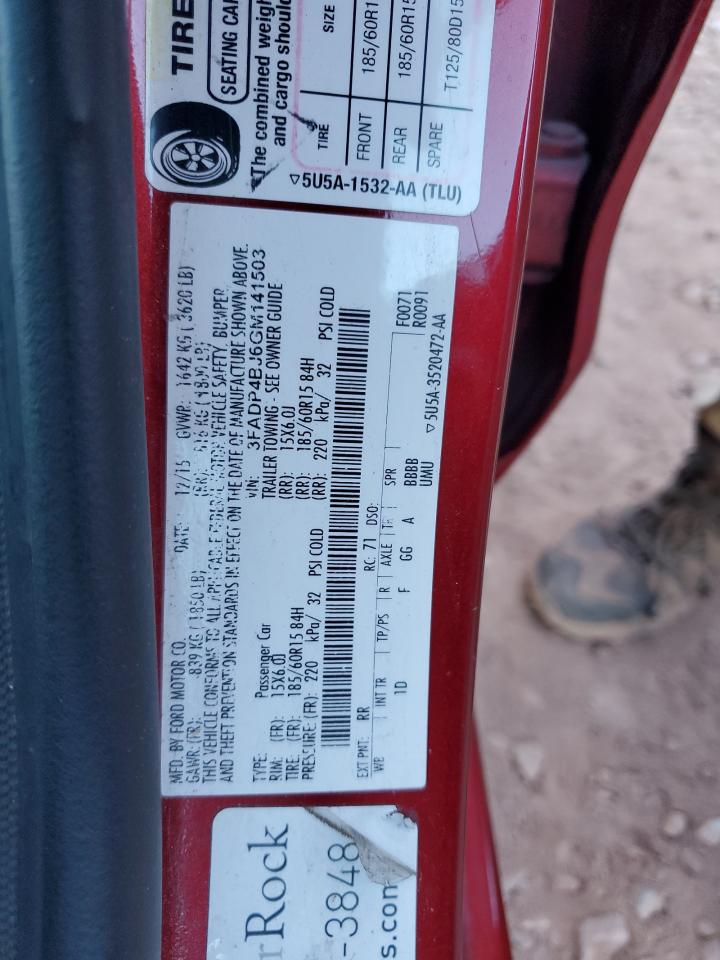 TIRE
SEATING CAP
The combined weigh
and cargo should
TIRE SIZE
FRONT 185/60R1
REAR 185/60R15
SPARE T125/80D15
▽5U5A-1532-AA (TLU)
MFD. BY FORD MOTOR CO.
DATE: 12/15 GVWR: 1642 KG ( 3620 LB)
GAWR: (FR): 839 KG ( 1850 LB) (RR): KG LB)
THIS VEHICLE CONFORMS TO ALL APPLICABLE FEDERAL MOTOR VEHICLE SAFETY, BUMPER,
AND THEFT PREVENTION STANDARDS IN EFFECT ON THE DATE OF MANUFACTURE SHOWN ABOVE.
VIN: 3FADP4BJ6GM141503
TYPE: Passenger Car TRAILER TOWING - SEE OWNER GUIDE
RIM: (FR): 15X6.0J (RR): 15X6.0J
TIRE: (FR): 185/60R15 84H (RR): 185/60R15 84H
PRESSURE: (FR): 220 kPa/ 32 PSI COLD (RR): 220 kPa/ 32 PSI COLD
EXT PNT: RR RC: 71 DSO: F0071
WB INT TR TP/PS R AXLE TR SPR R0091
1D F GG A BBBB
UMU
▽5U5A-3520472-AA
rRock
-3848
s.com